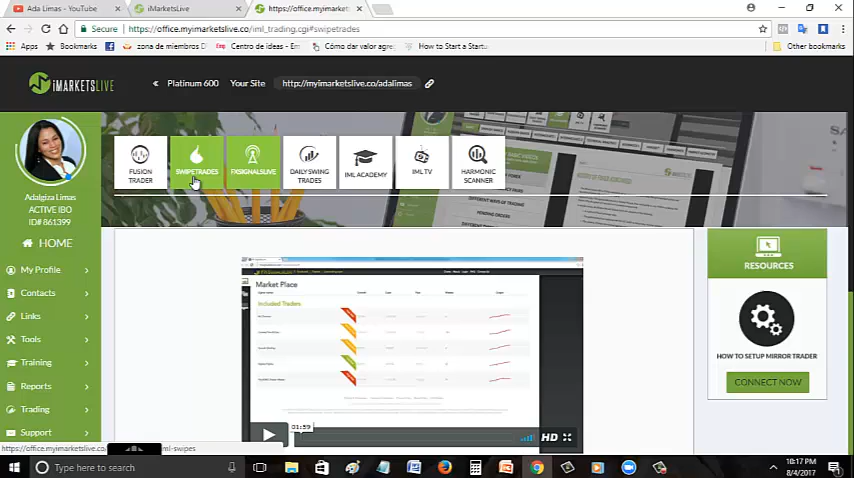 Ada Limas - YouTube
iMarketsLive
https://office.myimarketslive.co
Secure
https://office.myimarketslive.co/iml_trading.cgi#swipetrades
Apps
Bookmarks
zona de miembros D
Centro de ideas - En
Cómo dar valor agre
How to Start a Startu
Other bookmarks
iMARKETSLIVE
Platinum 600
Your Site
http://myimarketslive.co/adalimas
FUSION TRADER
SWIPETRADES
FXSIGNALSLIVE
DAILYSWING TRADES
IML ACADEMY
IML TV
HARMONIC SCANNER
Adalgiza Limas
ACTIVE IBO
ID# 861399
HOME
My Profile
Contacts
Links
Tools
Training
Reports
Trading
Support
Market Place
Included Traders
01:59
HD
RESOURCES
HOW TO SETUP MIRROR TRADER
CONNECT NOW
https://office.myimarketslive.co/
ml-swipes
Type here to search
10:17 PM
8/4/2017